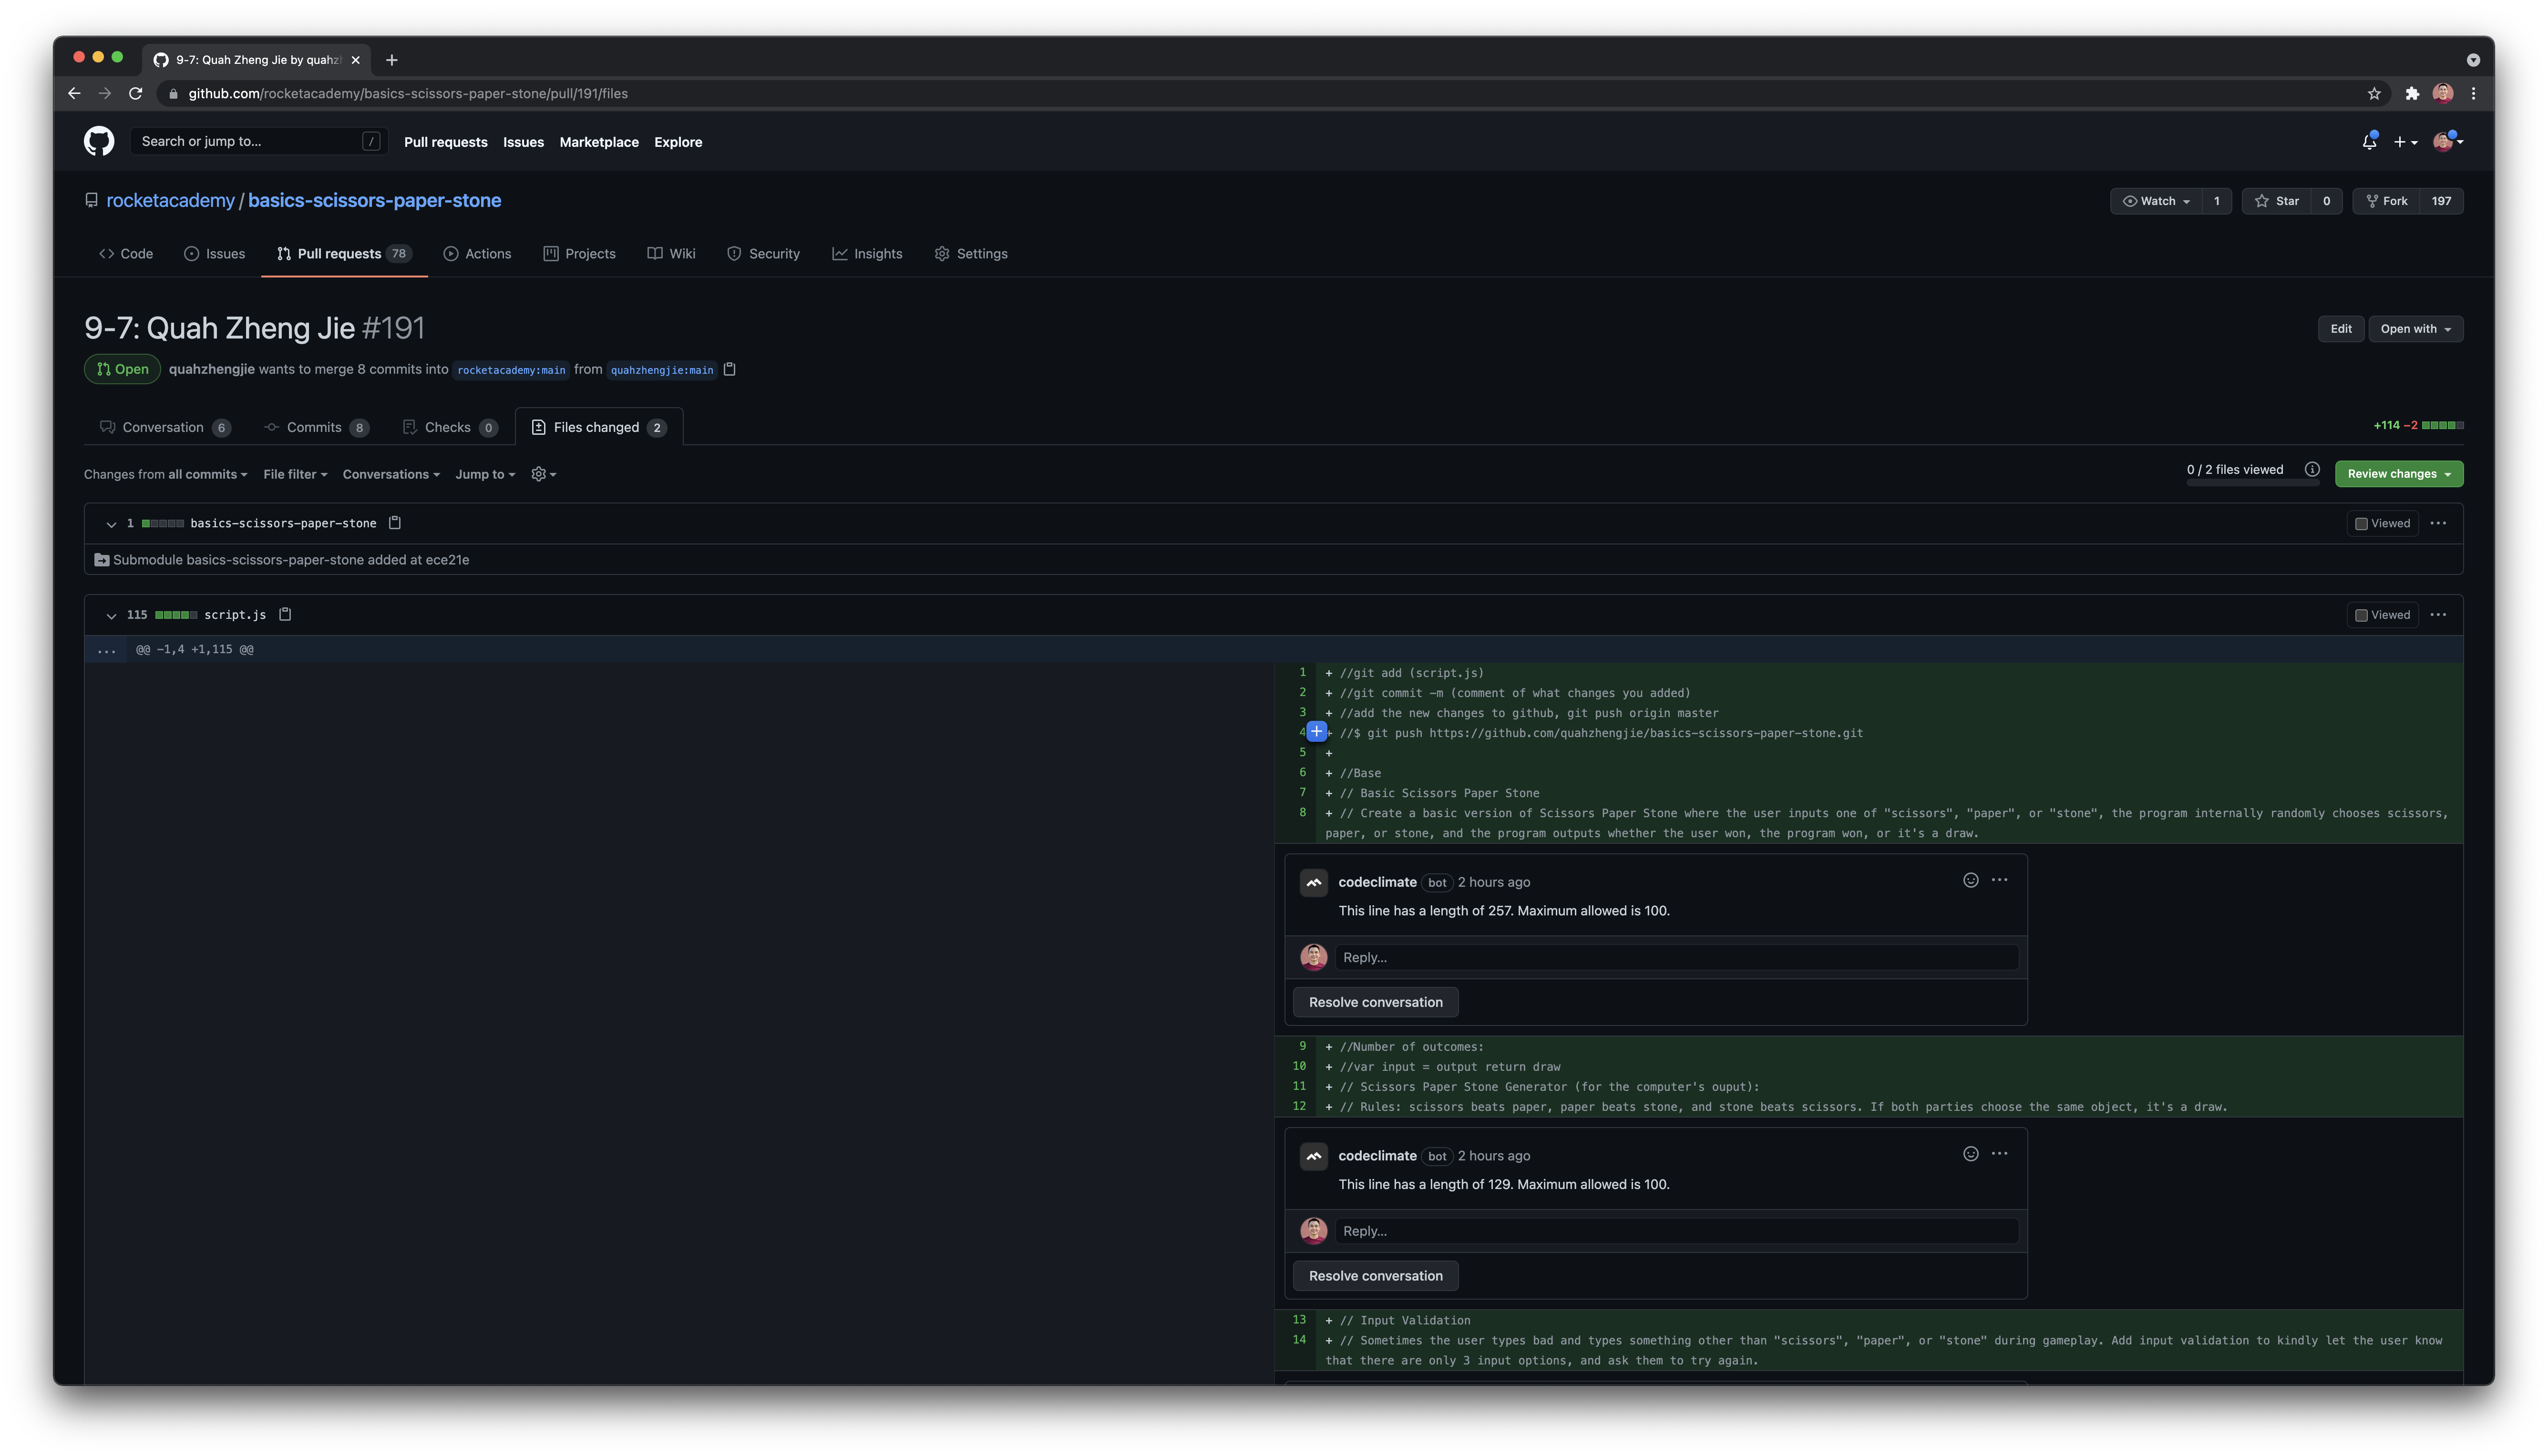 9-7: Quah Zheng Jie by quahz
github.com/rocketacademy/basics-scissors-paper-stone/pull/191/files
Search or jump to... /
Pull requests Issues Marketplace Explore
rocketacademy / basics-scissors-paper-stone
Watch 1 Star 0 Fork 197
Code Issues Pull requests 78 Actions Projects Wiki Security Insights Settings
9-7: Quah Zheng Jie #191
Edit Open with
Open quahzhengjie wants to merge 8 commits into rocketacademy:main from quahzhengjie:main
Conversation 6 Commits 8 Checks 0 Files changed 2
+114 −2
Changes from all commits File filter Conversations Jump to
0 / 2 files viewed Review changes
1 basics-scissors-paper-stone Viewed
Submodule basics-scissors-paper-stone added at ece21e
115 script.js Viewed
... @@ -1,4 +1,115 @@
1 + //git add (script.js)
2 + //git commit -m (comment of what changes you added)
3 + //add the new changes to github, git push origin master
4 + //$ git push https://github.com/quahzhengjie/basics-scissors-paper-stone.git
5 +
6 + //Base
7 + // Basic Scissors Paper Stone
8 + // Create a basic version of Scissors Paper Stone where the user inputs one of "scissors", "paper", or "stone", the program internally randomly chooses scissors,
paper, or stone, and the program outputs whether the user won, the program won, or it's a draw.
codeclimate bot 2 hours ago
This line has a length of 257. Maximum allowed is 100.
Reply...
Resolve conversation
9 + //Number of outcomes:
10 + //var input = output return draw
11 + // Scissors Paper Stone Generator (for the computer's ouput):
12 + // Rules: scissors beats paper, paper beats stone, and stone beats scissors. If both parties choose the same object, it's a draw.
codeclimate bot 2 hours ago
This line has a length of 129. Maximum allowed is 100.
Reply...
Resolve conversation
13 + // Input Validation
14 + // Sometimes the user types bad and types something other than "scissors", "paper", or "stone" during gameplay. Add input validation to kindly let the user know
that there are only 3 input options, and ask them to try again.